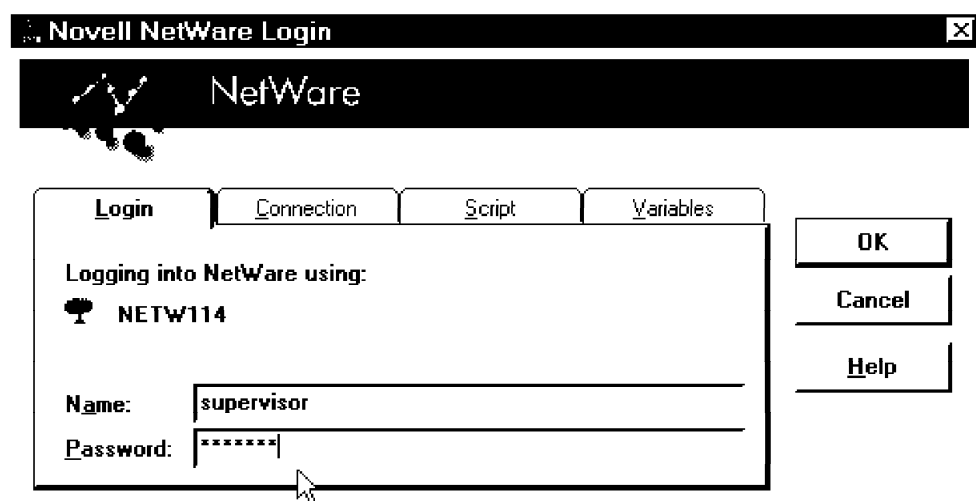 Novell NetWare Login
NetWare
Login Connection Script Variables
OK
Logging into NetWare using:
NETW114
Cancel
Help
Name: supervisor
Password: *******